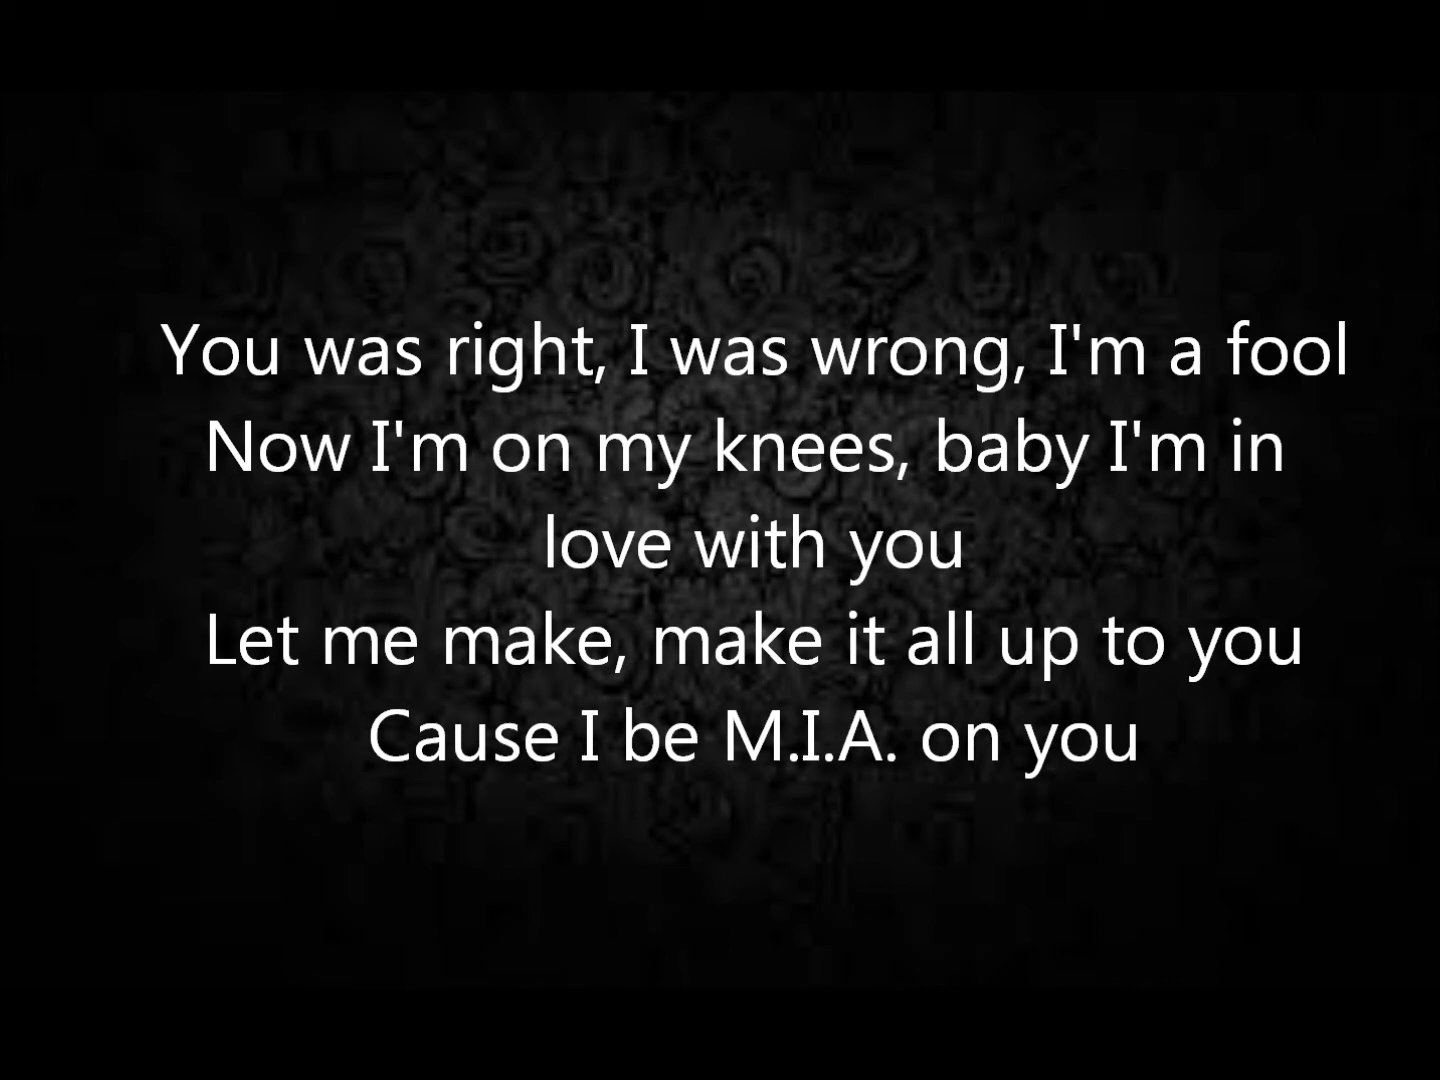 You was right, I was wrong, I'm a fool
Now I'm on my knees, baby I'm in
love with you
Let me make, make it all up to you
Cause I be M.I.A. on you